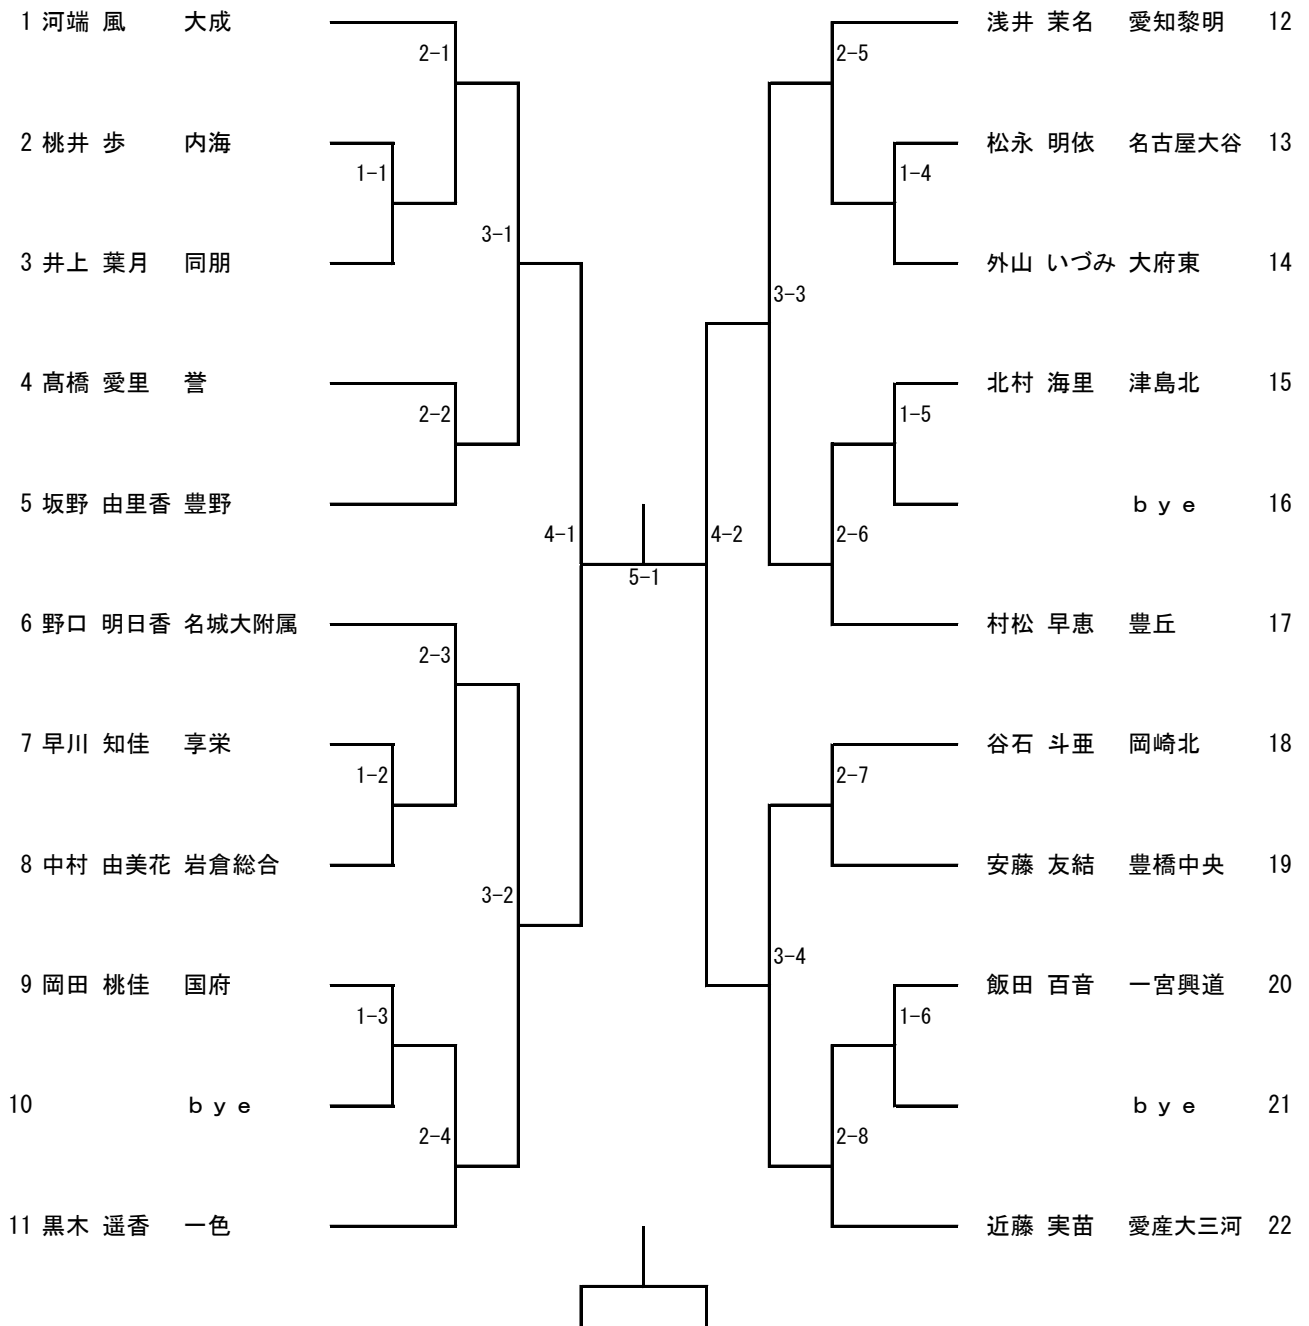 1 河端 風 大成
2-1
2 桃井 歩 内海
1-1
3 井上 葉月 同朋
3-1
4 髙橋 愛里 誉
2-2
5 坂野 由里香 豊野
4-1
6 野口 明日香 名城大附属
2-3
7 早川 知佳 享栄
1-2
8 中村 由美花 岩倉総合
3-2
9 岡田 桃佳 国府
1-3
10 ｂｙｅ
2-4
11 黒木 遥香 一色
5-1
浅井 茉名 愛知黎明 12
2-5
松永 明依 名古屋大谷 13
1-4
外山 いづみ 大府東 14
3-3
北村 海里 津島北 15
1-5
ｂｙｅ 16
4-2
2-6
村松 早恵 豊丘 17
谷石 斗亜 岡崎北 18
2-7
安藤 友結 豊橋中央 19
3-4
飯田 百音 一宮興道 20
1-6
ｂｙｅ 21
2-8
近藤 実苗 愛産大三河 22